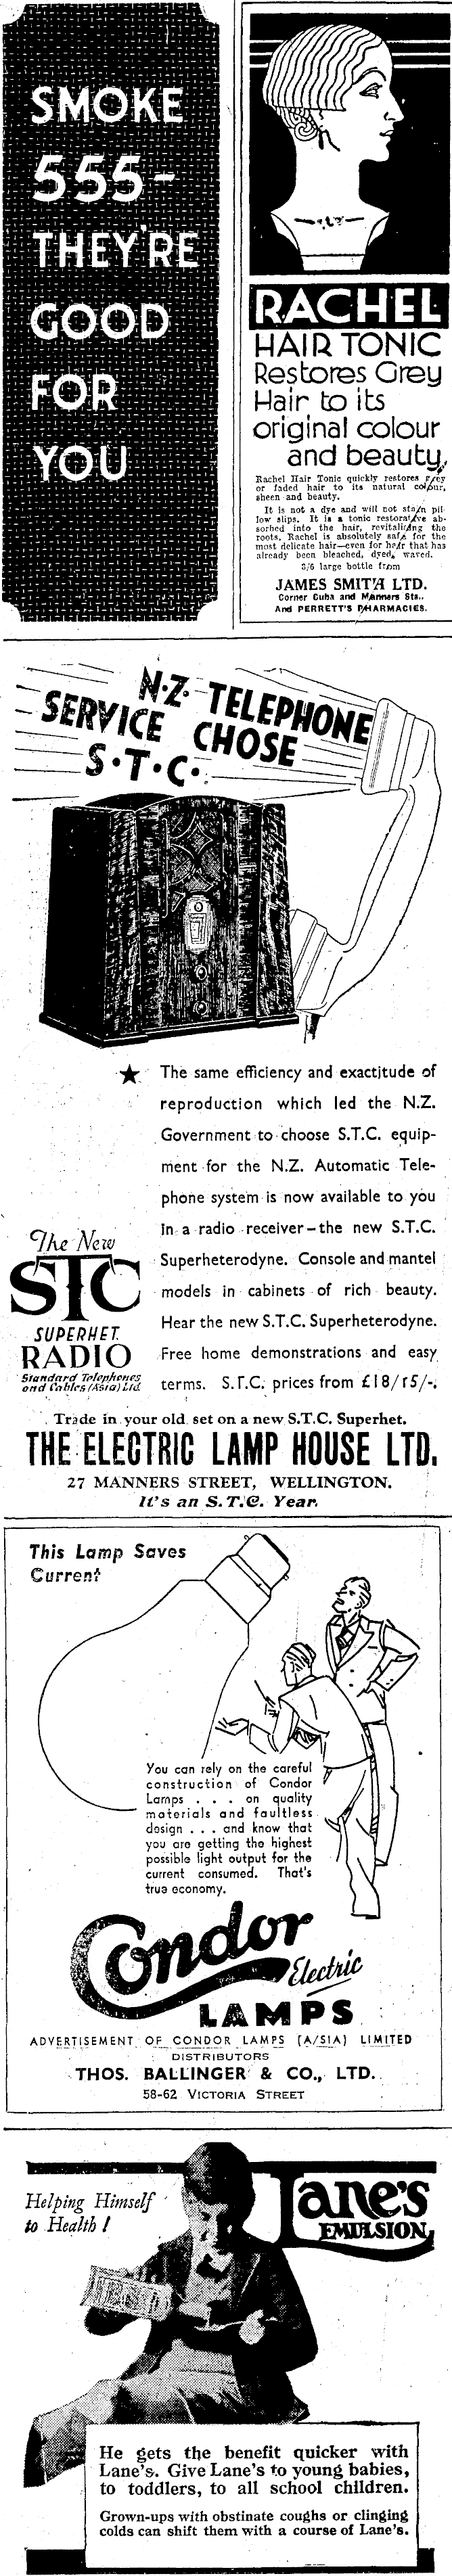 SMOKE
555-
THEY'RE
GOOD
FOR
YOU
RACHEL
HAIR TONIC
Restores Grey
Hair to its
original colour
and beauty,
Rachel Hair Tonic quickly restores grey
or faded hair to its natural colour,
sheen and beauty.
It is not a dye and will not stain pil-
low slips. It is a tonic restorative ab-
sorbed into the hair, revitalizing the
roots. Rachel is absolutely safe for the
most delicate hair—even for hair that has
already been bleached, dyed, waved.
3/6 large bottle from
JAMES SMITH LTD.
Corner Cuba and Manners Sts..
And PERRETT'S PHARMACIES.
N·Z· TELEPHONE
SERVICE CHOSE
S·T·C·
★ The same efficiency and exactitude of
reproduction which led the N.Z.
Government to choose S.T.C. equip-
ment for the N.Z. Automatic Tele-
phone system is now available to you
in a radio receiver—the new S.T.C.
Superheterodyne. Console and mantel
models in cabinets of rich beauty.
Hear the new S.T.C. Superheterodyne.
Free home demonstrations and easy
terms. S.T.C. prices from £18/15/-.
The New
STC
SUPERHET
RADIO
Standard Telephones
and Cables (A/sia) Ltd.
Trade in your old set on a new S.T.C. Superhet.
THE ELECTRIC LAMP HOUSE LTD.
27 MANNERS STREET, WELLINGTON.
It's an S.T.C. Year.
This Lamp Saves
Current
You can rely on the careful
construction of Condor
Lamps . . . on quality
materials and faultless
design . . . and know that
you are getting the highest
possible light output for the
current consumed. That's
true economy.
Condor
Electric
LAMPS
ADVERTISEMENT OF CONDOR LAMPS (A/SIA) LIMITED
DISTRIBUTORS
THOS. BALLINGER & CO., LTD.
58-62 VICTORIA STREET
Helping Himself
to Health!
Lane's
EMULSION
He gets the benefit quicker with
Lane's. Give Lane's to young babies,
to toddlers, to all school children.
Grown-ups with obstinate coughs or clinging
colds can shift them with a course of Lane's.